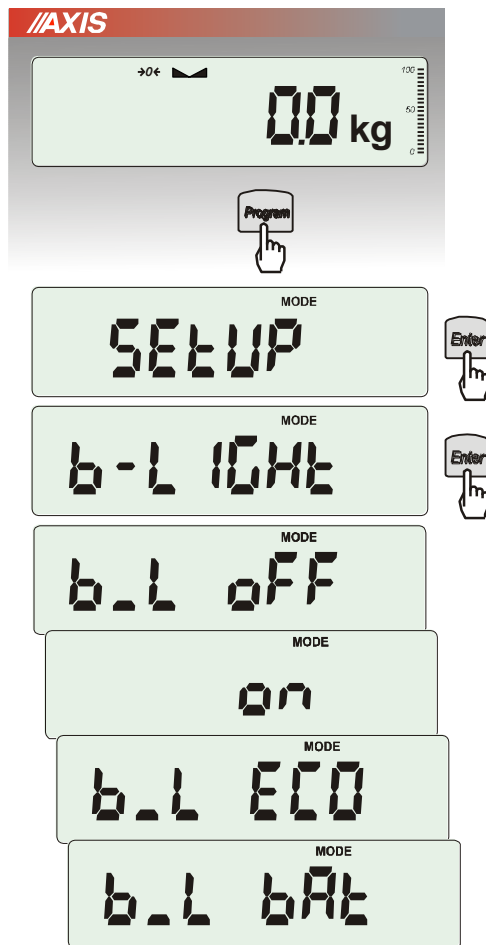 AXIS
→0←
100
50
0
0.0 kg
Program
MODE
SEtUP
Enter
MODE
b-LIGHt
Enter
MODE
b_L oFF
MODE
on
MODE
b_L ECO
MODE
b_L bAt